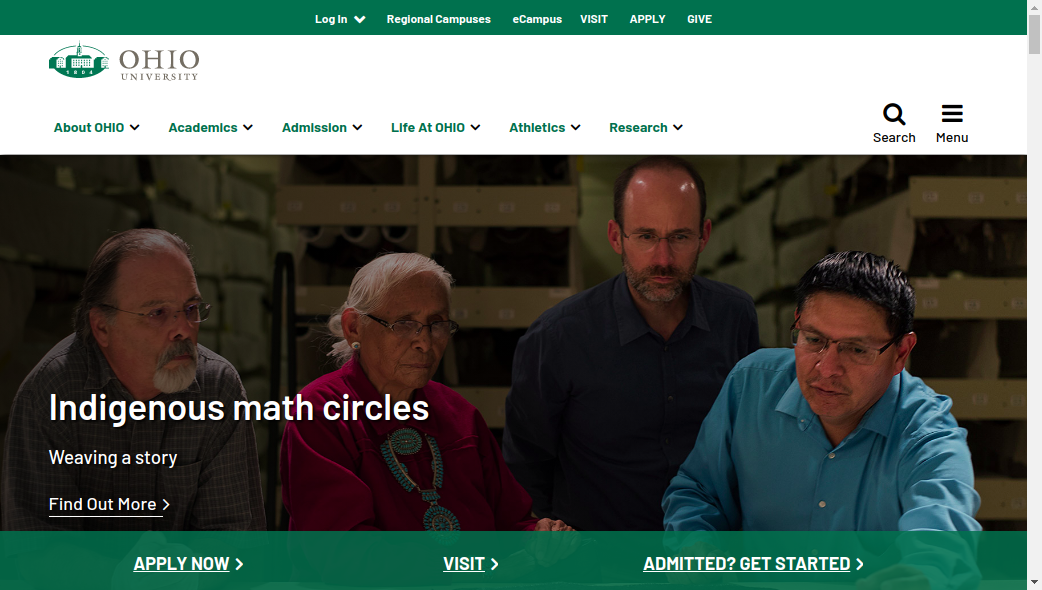 Log In Regional Campuses eCampus VISIT APPLY GIVE
1804
OHIO
UNIVERSITY
About OHIO Academics Admission Life At OHIO Athletics Research
Search Menu
Indigenous math circles
Weaving a story
Find Out More
APPLY NOW VISIT ADMITTED? GET STARTED